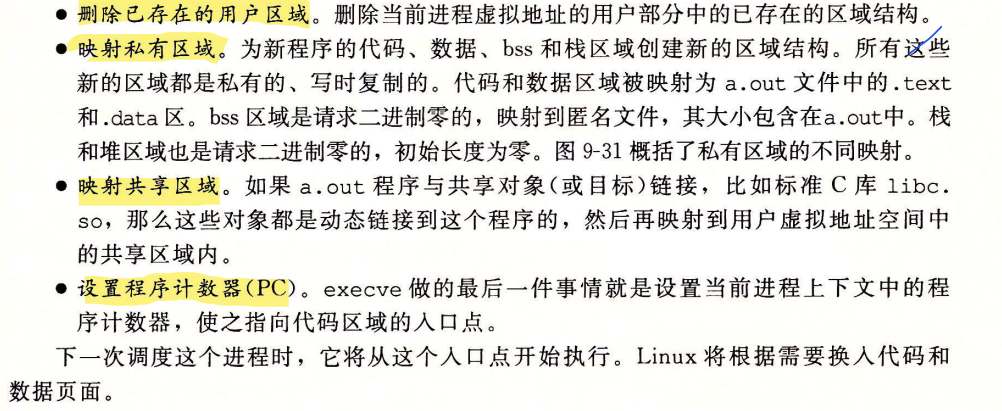 ● 删除已存在的用户区域。删除当前进程虚拟地址的用户部分中的已存在的区域结构。
● 映射私有区域。为新程序的代码、数据、bss 和栈区域创建新的区域结构。所有这些
新的区域都是私有的、写时复制的。代码和数据区域被映射为 a.out 文件中的.text
和.data 区。bss 区域是请求二进制零的，映射到匿名文件，其大小包含在a.out中。栈
和堆区域也是请求二进制零的，初始长度为零。图 9-31 概括了私有区域的不同映射。
● 映射共享区域。如果 a.out 程序与共享对象(或目标)链接，比如标准 C 库 libc.
so，那么这些对象都是动态链接到这个程序的，然后再映射到用户虚拟地址空间中
的共享区域内。
● 设置程序计数器(PC)。execve 做的最后一件事情就是设置当前进程上下文中的程
序计数器，使之指向代码区域的入口点。
下一次调度这个进程时，它将从这个入口点开始执行。Linux 将根据需要换入代码和
数据页面。